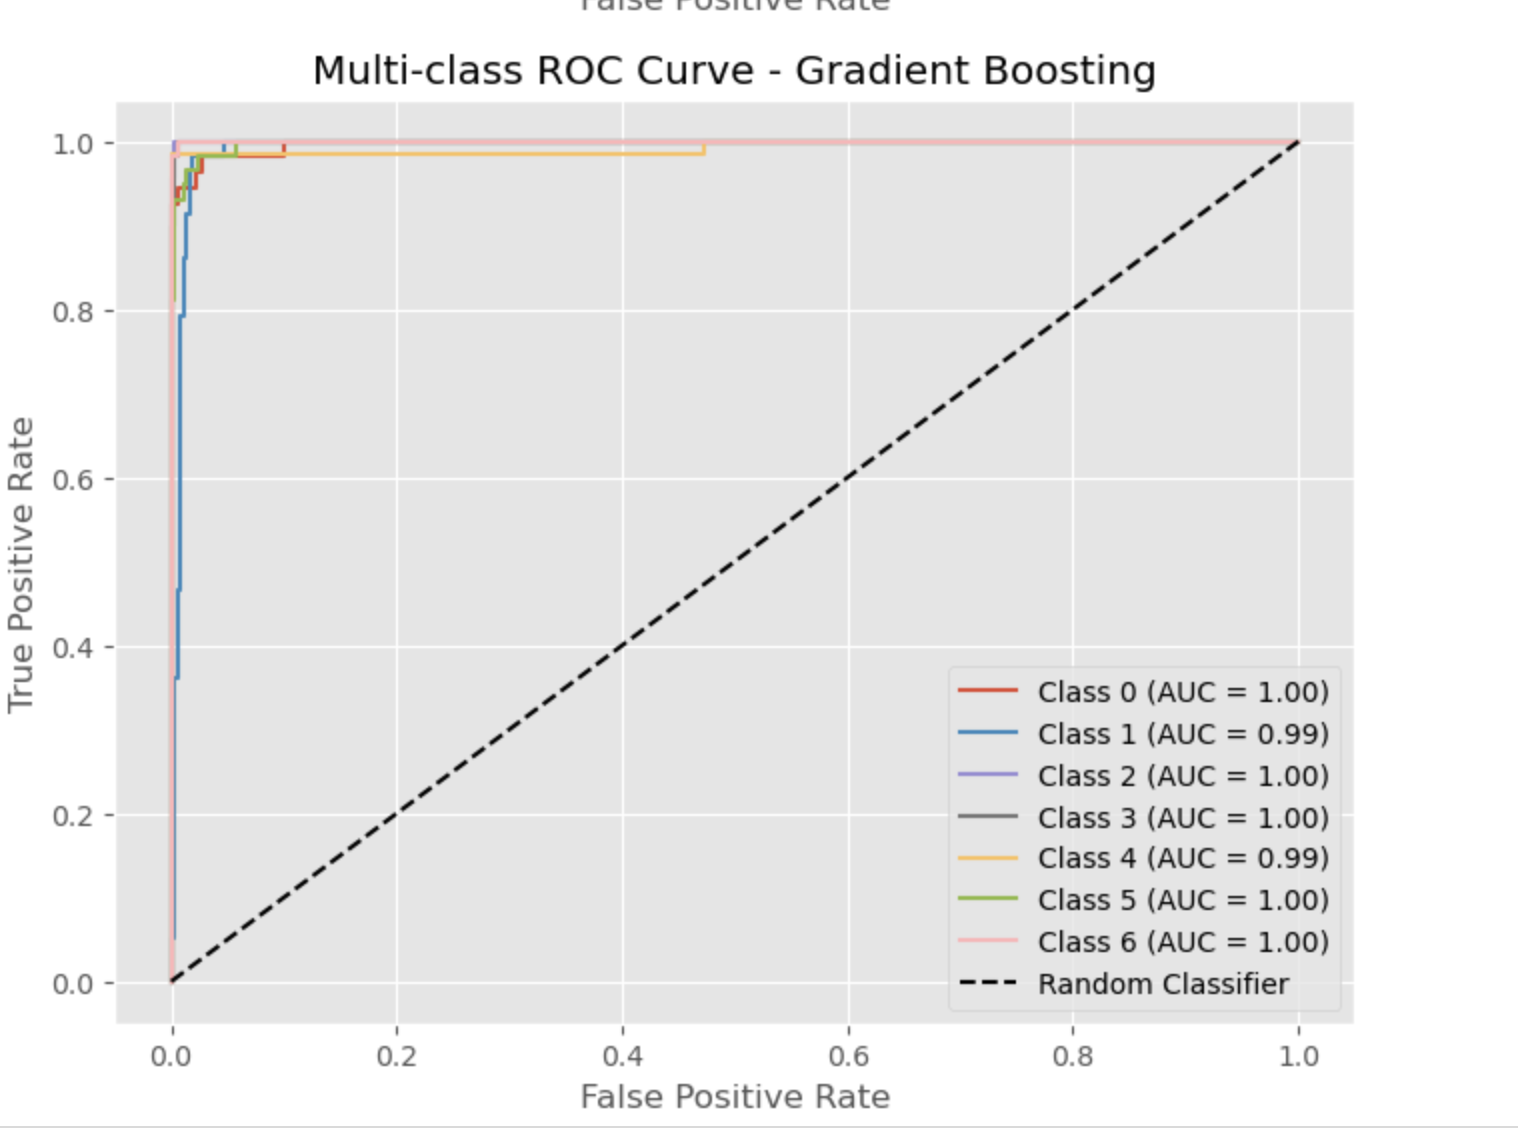 False Positive Rate
Multi-class ROC Curve - Gradient Boosting
True Positive Rate
1.0
0.8
0.6
0.4
0.2
0.0
Class 0 (AUC = 1.00)
Class 1 (AUC = 0.99)
Class 2 (AUC = 1.00)
Class 3 (AUC = 1.00)
Class 4 (AUC = 0.99)
Class 5 (AUC = 1.00)
Class 6 (AUC = 1.00)
Random Classifier
0.0 0.2 0.4 0.6 0.8 1.0
False Positive Rate